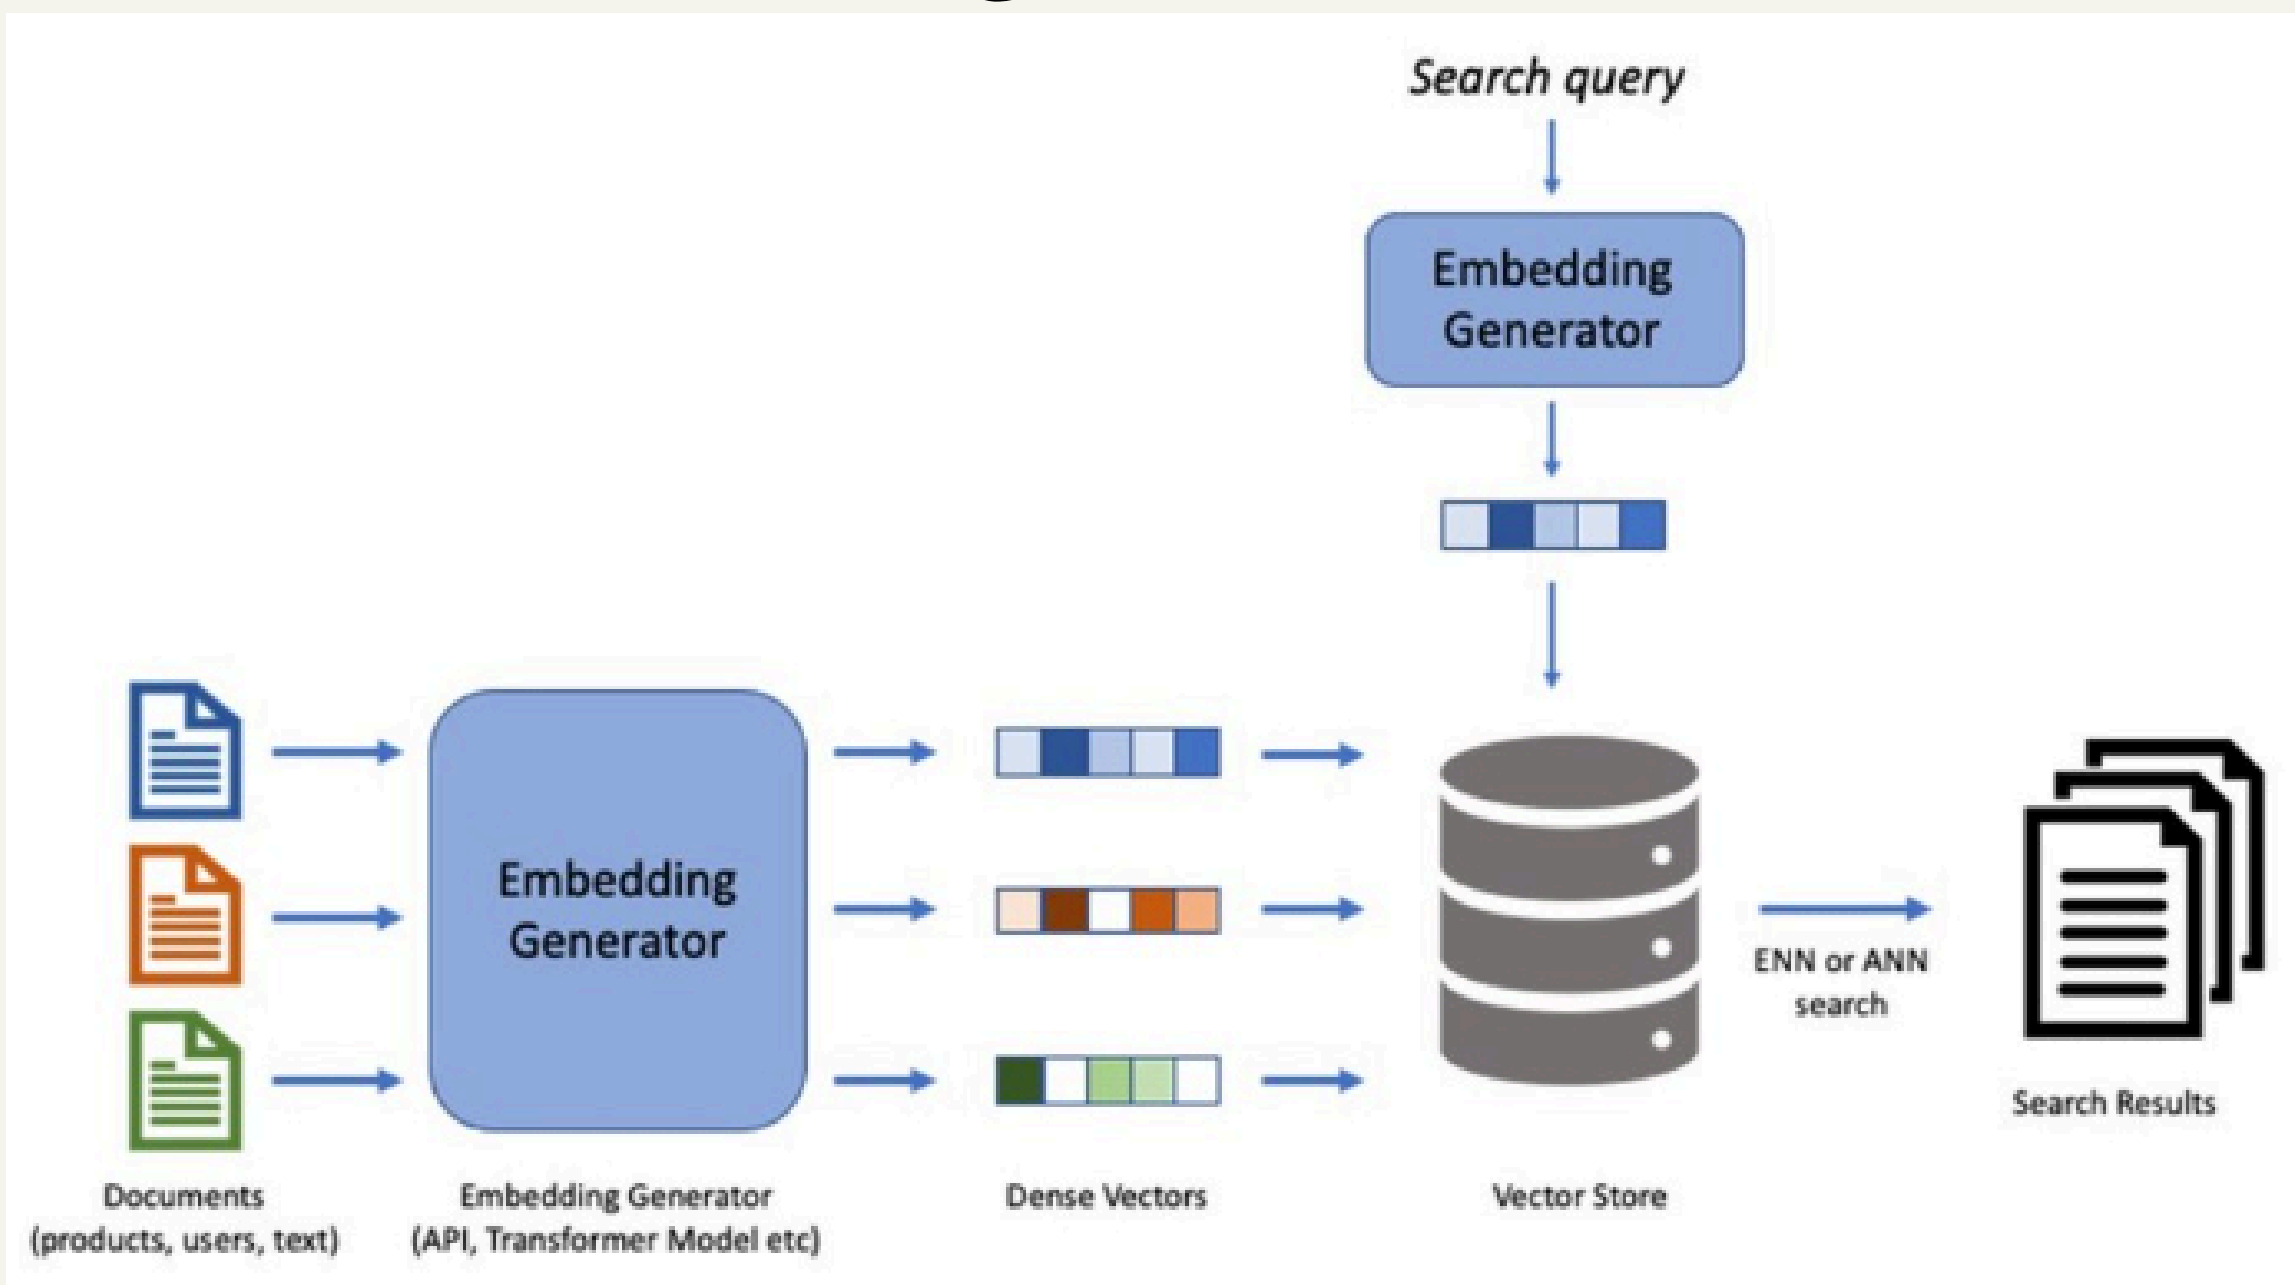 Search query
Embedding
Generator
Embedding
Generator
ENN or ANN
search
Search Results
Documents
(products, users, text)
Embedding Generator
(API, Transformer Model etc)
Dense Vectors
Vector Store